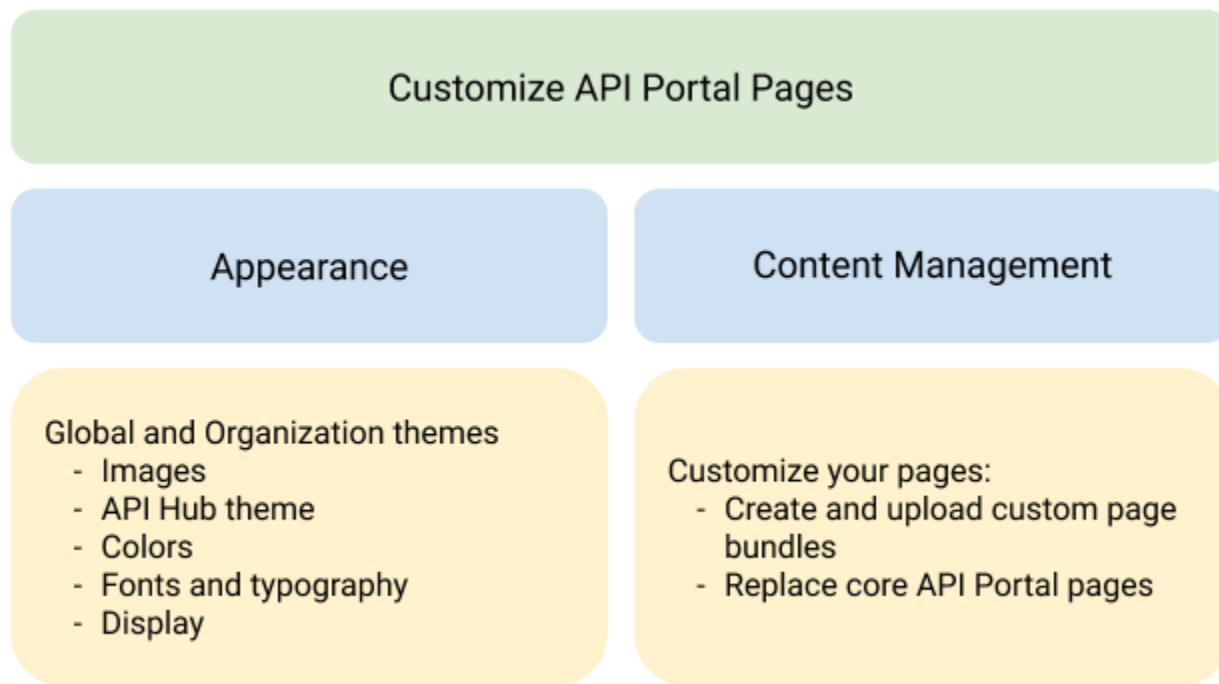 Customize API Portal Pages
Appearance
Content Management
Global and Organization themes
- Images
- API Hub theme
- Colors
- Fonts and typography
- Display
Customize your pages:
- Create and upload custom page
bundles
- Replace core API Portal pages